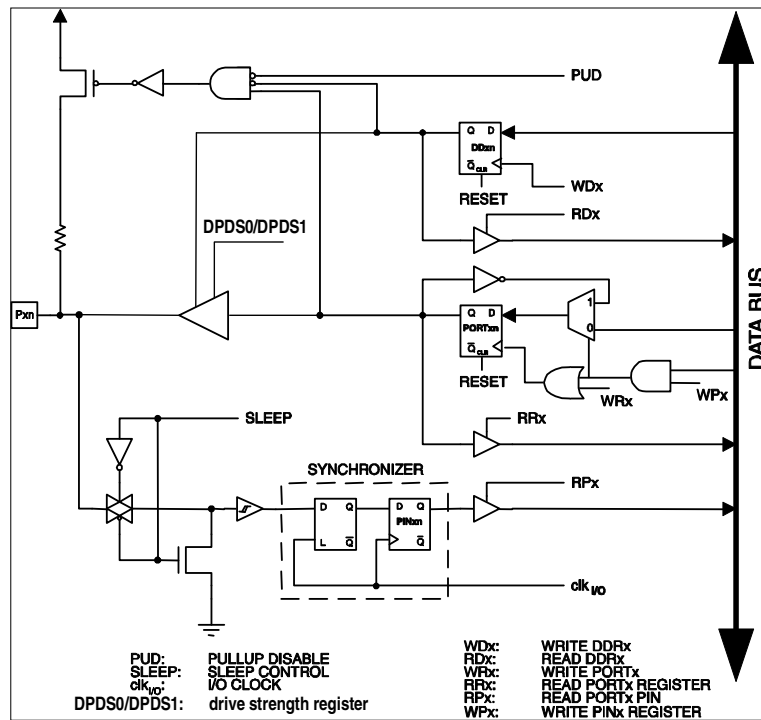 PUD
Q D
DDxn
Q CLR
WDx
RESET
RDx
DPDS0/DPDS1
Pxn
1
Q D
PORTxn
0
Q CLR
RESET
WRx
WPx
DATA BUS
SLEEP
RRx
SYNCHRONIZER
RPx
D Q
D Q
PINxn
L Q
Q
clk I/O
PUD: PULLUP DISABLE
SLEEP: SLEEP CONTROL
clk I/O: I/O CLOCK
DPDS0/DPDS1: drive strength register
WDx: WRITE DDRx
RDx: READ DDRx
WRx: WRITE PORTx
RRx: READ PORTx REGISTER
RPx: READ PORTx PIN
WPx: WRITE PINx REGISTER